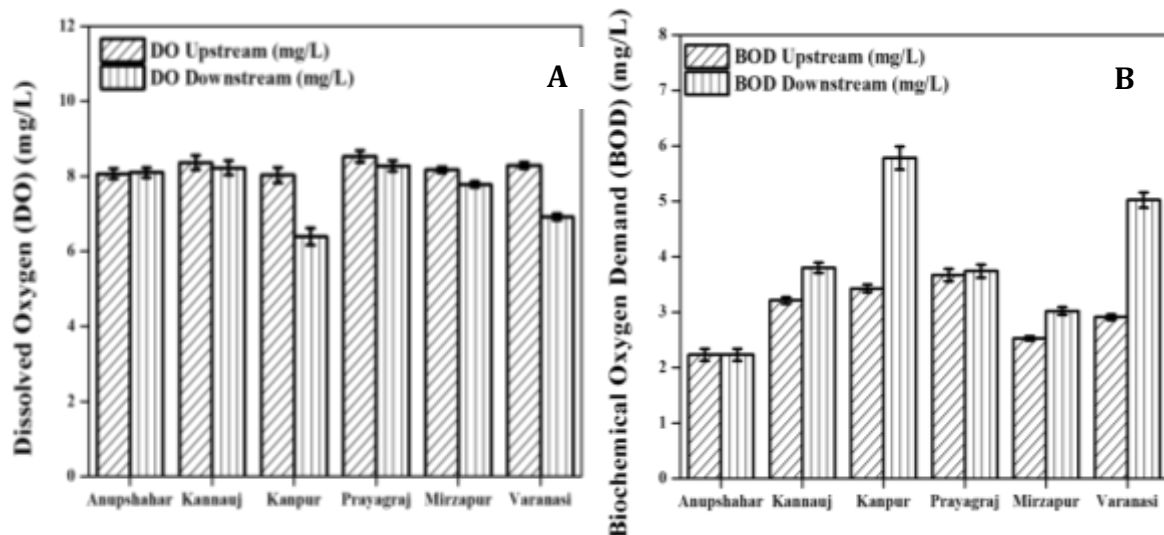 Dissolved Oxygen (DO) (mg/L)
12
10
8
6
4
2
0
DO Upstream (mg/L)
DO Downstream (mg/L)
A
Anupshahar Kannauj Kanpur Prayagraj Mirzapur Varanasi
Biochemical Oxygen Demand (BOD) (mg/L)
8
7
6
5
4
3
2
1
0
BOD Upstream (mg/L)
BOD Downstream (mg/L)
B
Anupshahar Kannauj Kanpur Prayagraj Mirzapur Varanasi